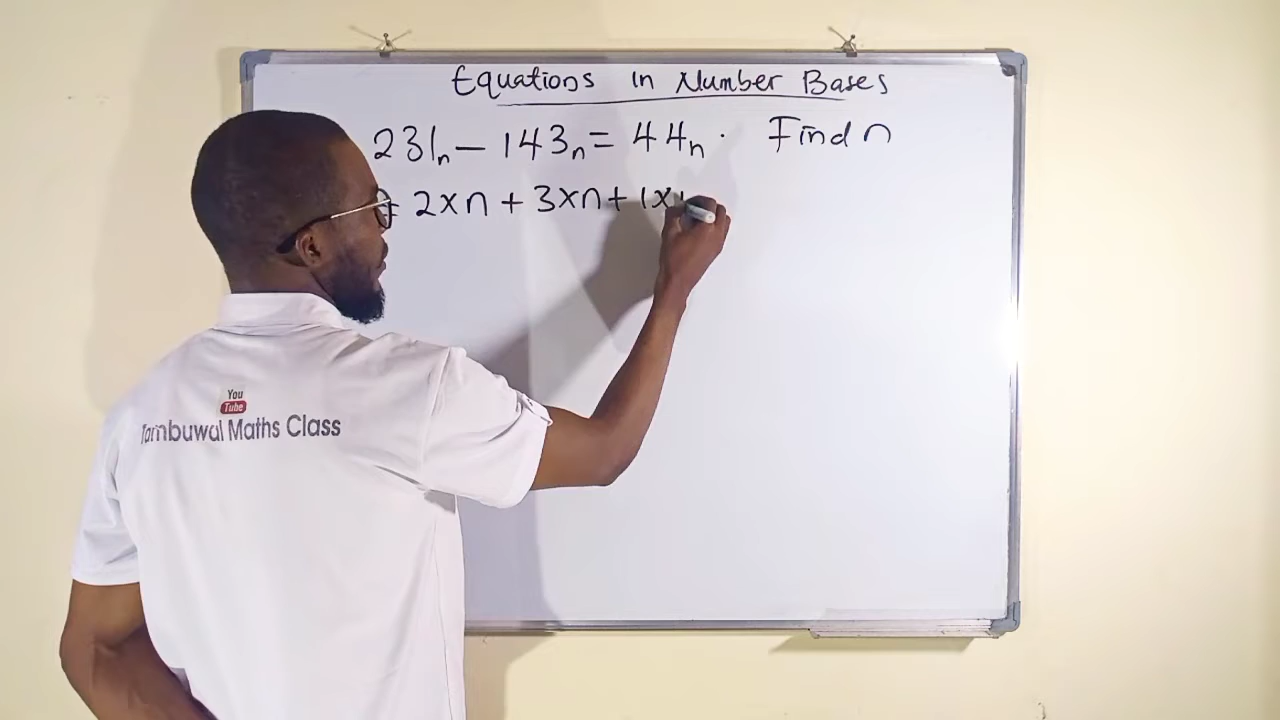 Equations in Number Bases
231ₙ − 143ₙ = 44ₙ. Find n
2×n + 3×n + 1×
You
Tube
Tambuwal Maths Class